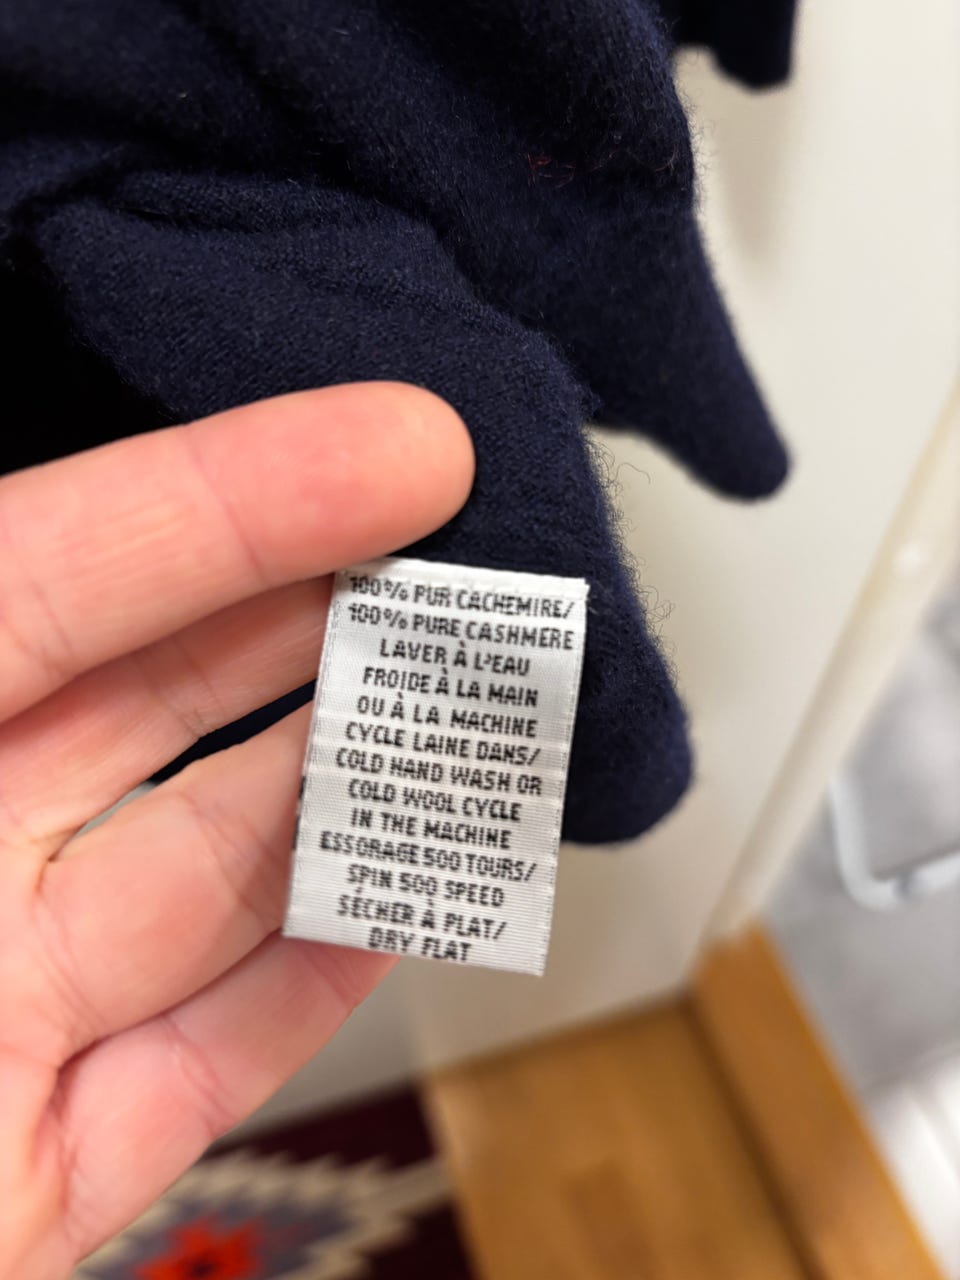 100% PUR CACHEMIRE/
100% PURE CASHMERE
LAVER À L'EAU
FROIDE À LA MAIN
OU À LA MACHINE
CYCLE LAINE DANS/
COLD HAND WASH OR
COLD WOOL CYCLE
IN THE MACHINE
ESSORAGE 500 TOURS/
SPIN 500 SPEED
SÉCHER À PLAT/
DRY FLAT